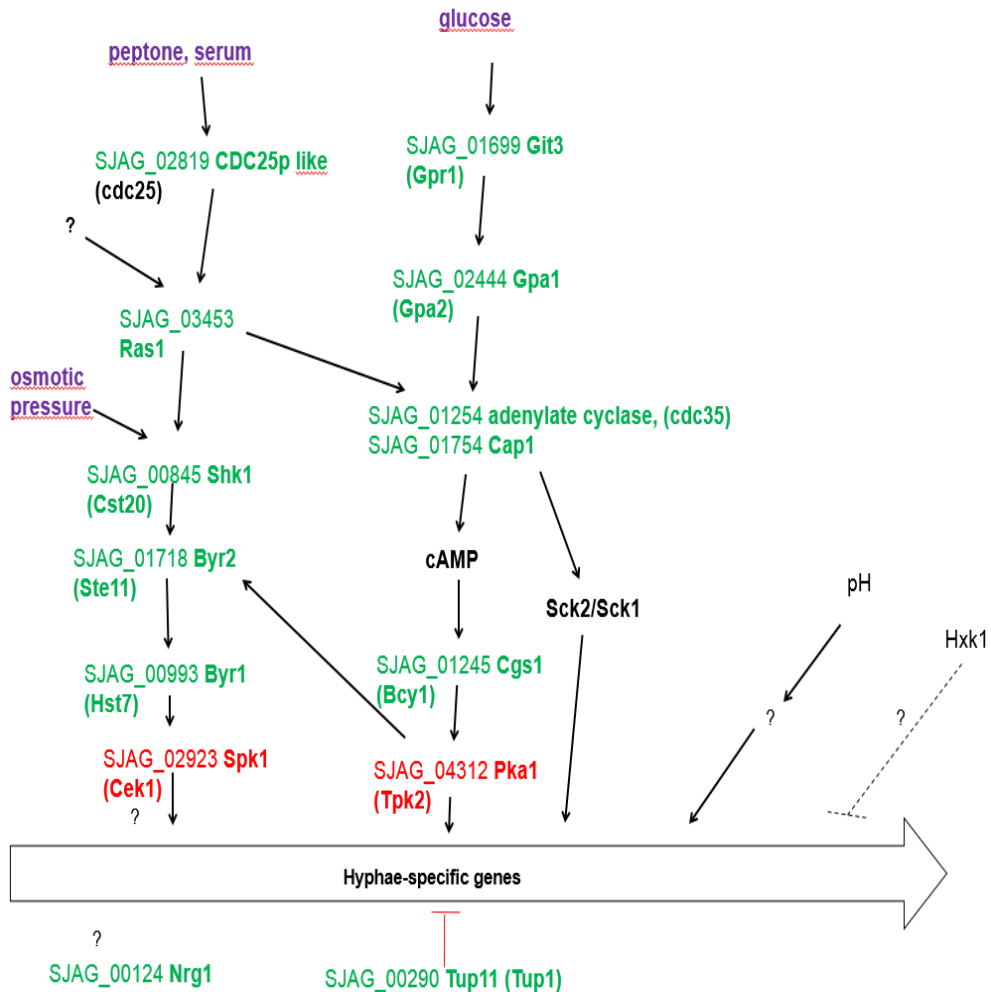 glucose
peptone, serum
SJAG_02819 CDC25p like
(cdc25)
SJAG_01699 Git3
(Gpr1)
?
SJAG_02444 Gpa1
(Gpa2)
SJAG_03453
Ras1
osmotic
pressure
SJAG_01254 adenylate cyclase, (cdc35)
SJAG_01754 Cap1
SJAG_00845 Shk1
(Cst20)
SJAG_01718 Byr2
(Ste11)
cAMP
Sck2/Sck1
pH
Hxk1
SJAG_00993 Byr1
(Hst7)
SJAG_01245 Cgs1
(Bcy1)
?
?
SJAG_02923 Spk1
(Cek1)
?
SJAG_04312 Pka1
(Tpk2)
Hyphae-specific genes
?
SJAG_00124 Nrg1
SJAG_00290 Tup11 (Tup1)